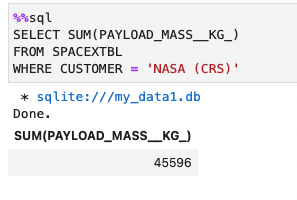 %%sql
SELECT SUM(PAYLOAD_MASS__KG_)
FROM SPACEXTBL
WHERE CUSTOMER = 'NASA (CRS)'
* sqlite:///my_data1.db
Done.
SUM(PAYLOAD_MASS__KG_)
45596